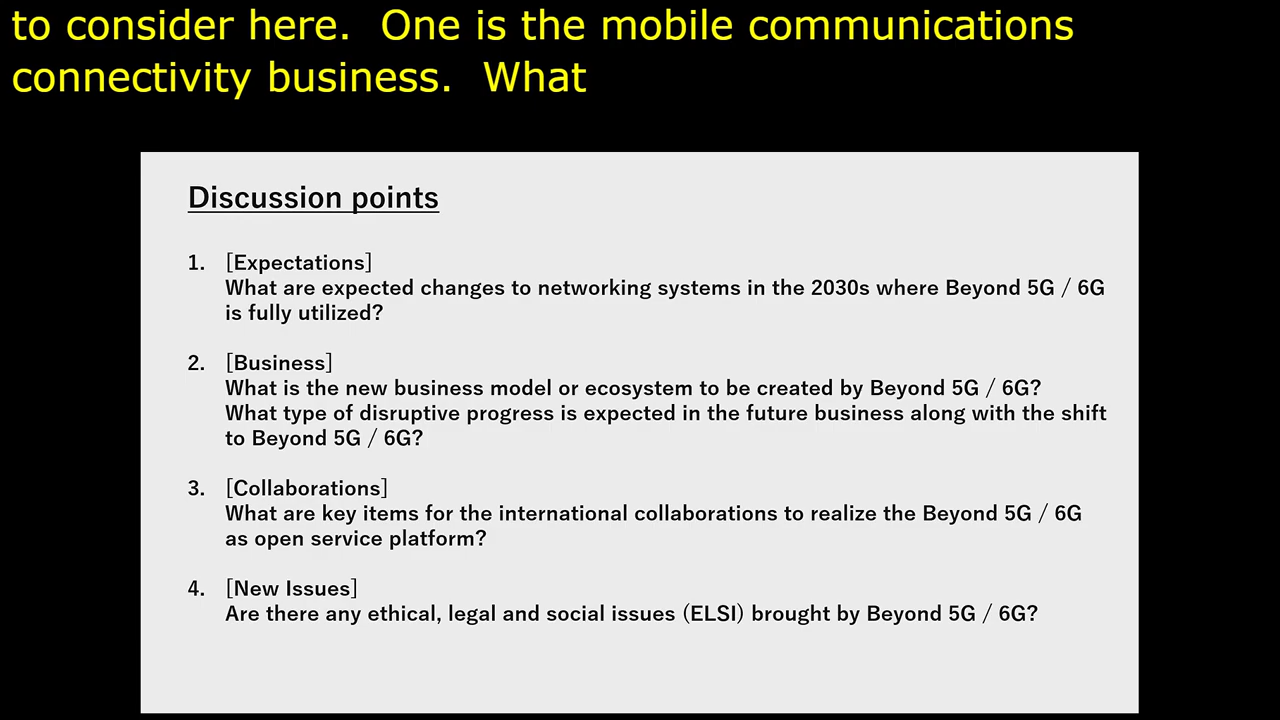 to consider here.  One is the mobile communications
connectivity business.  What
Discussion points
1. [Expectations]
What are expected changes to networking systems in the 2030s where Beyond 5G / 6G
is fully utilized?
2. [Business]
What is the new business model or ecosystem to be created by Beyond 5G / 6G?
What type of disruptive progress is expected in the future business along with the shift
to Beyond 5G / 6G?
3. [Collaborations]
What are key items for the international collaborations to realize the Beyond 5G / 6G
as open service platform?
4. [New Issues]
Are there any ethical, legal and social issues (ELSI) brought by Beyond 5G / 6G?